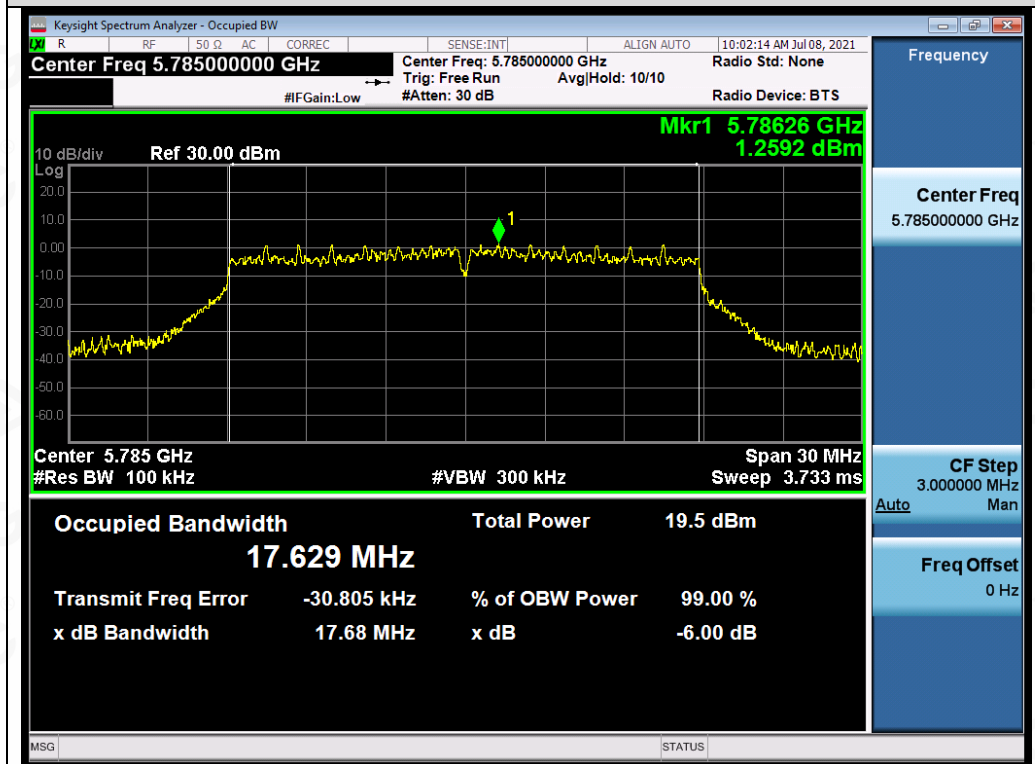 Keysight Spectrum Analyzer - Occupied BW
LXI R RF 50 Ω AC CORREC SENSE:INT ALIGN AUTO 10:02:14 AM Jul 08, 2021
Center Freq 5.785000000 GHz
Center Freq: 5.785000000 GHz Radio Std: None
Trig: Free Run Avg|Hold: 10/10
#IFGain:Low #Atten: 30 dB Radio Device: BTS
Frequency
Mkr1 5.78626 GHz
1.2592 dBm
10 dB/div Ref 30.00 dBm
Log
20.0
10.0
0.00
-10.0
-20.0
-30.0
-40.0
-50.0
-60.0
1
Center 5.785 GHz Span 30 MHz
#Res BW 100 kHz #VBW 300 kHz Sweep 3.733 ms
Center Freq
5.785000000 GHz
CF Step
3.000000 MHz
Auto Man
Freq Offset
0 Hz
Occupied Bandwidth Total Power 19.5 dBm
17.629 MHz
Transmit Freq Error -30.805 kHz % of OBW Power 99.00 %
x dB Bandwidth 17.68 MHz x dB -6.00 dB
MSG STATUS